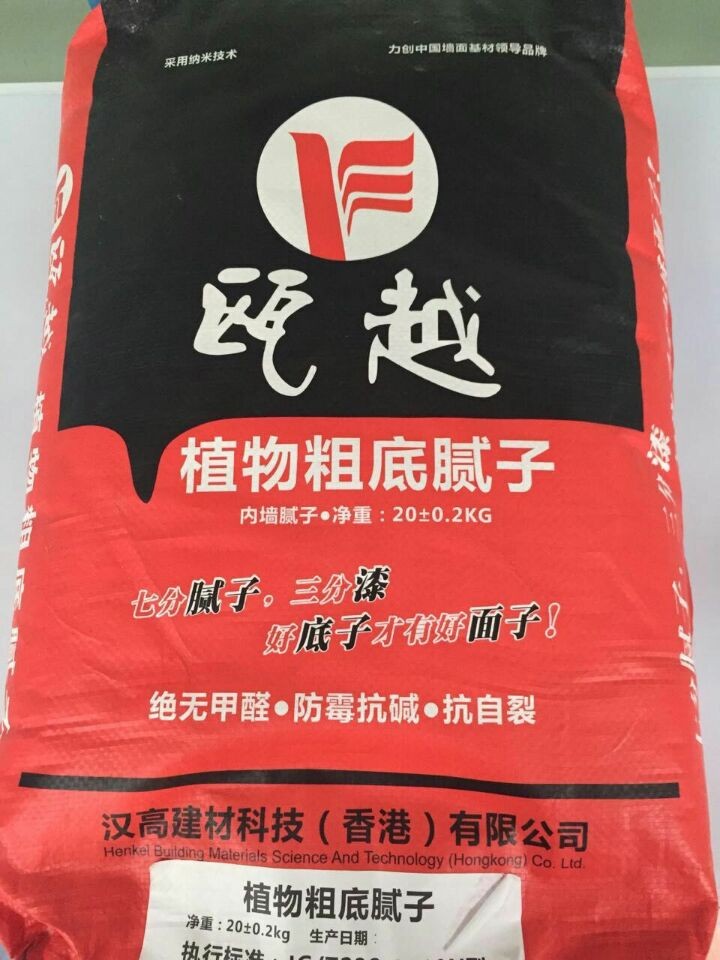 采用纳米技术
力创中国墙面基材领导品牌
瓯越
植物粗底腻子
内墙腻子●净重：20±0.2KG
七分腻子，三分漆
好底子才有好面子！
绝无甲醛●防霉抗碱●抗自裂
汉高建材科技（香港）有限公司
Henkel Building Materials Science And Technology (Hongkong) Co. Ltd.
植物粗底腻子
净重：20±0.2kg 生产日期：
执行标准：